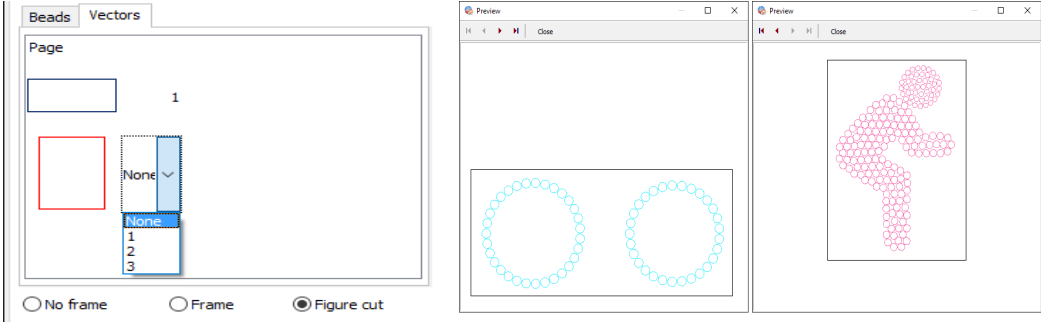 Beads Vectors
Page
1
None
None
1
2
3
No frame Frame Figure cut
Preview
Close
Preview
Close